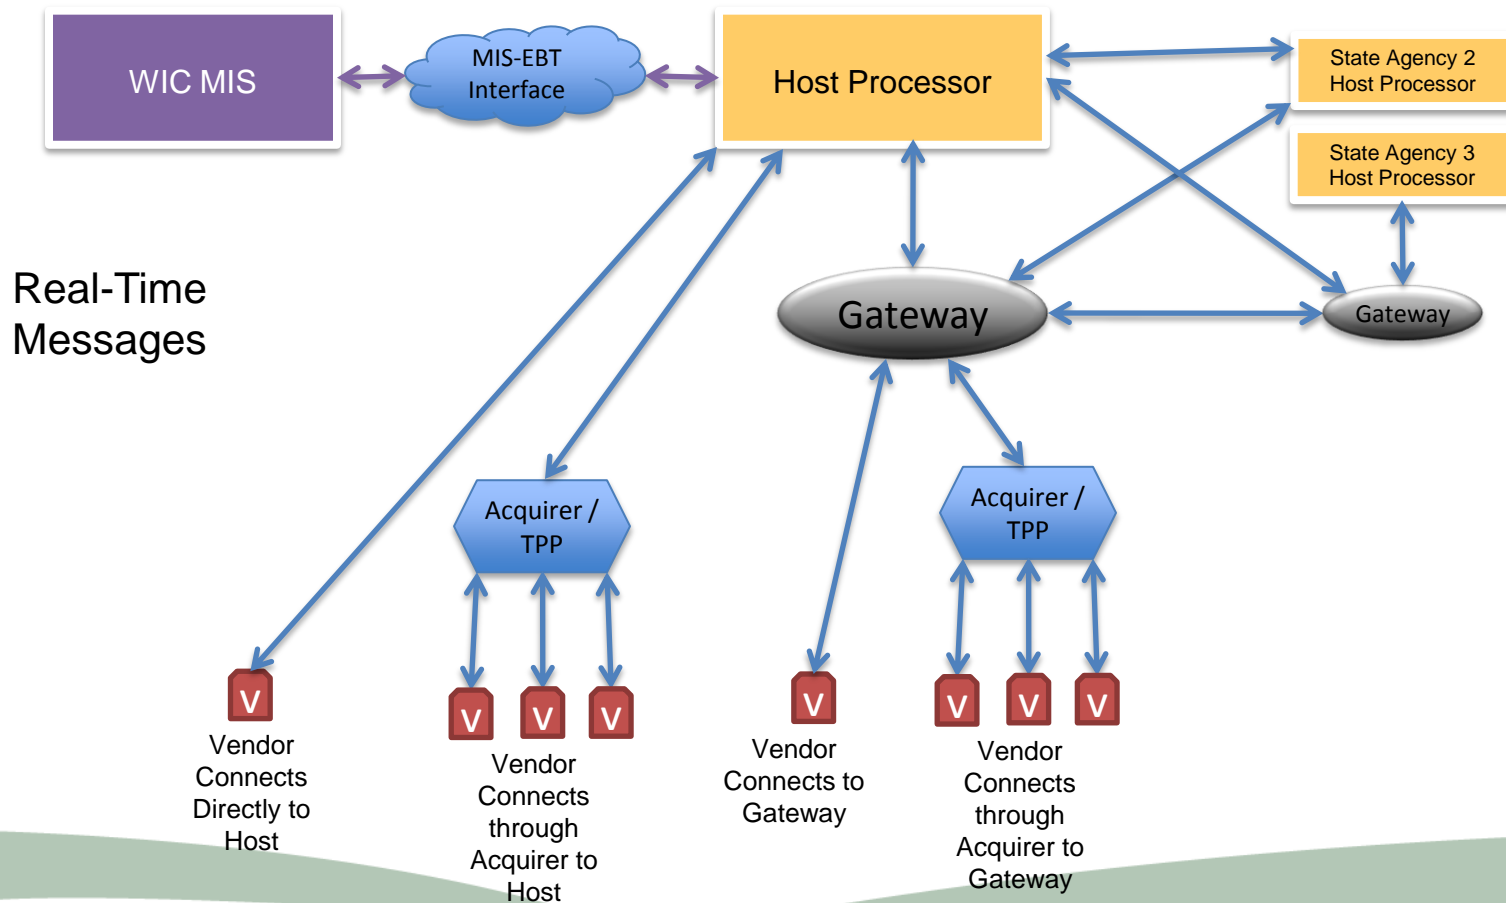 WIC MIS
MIS-EBT
Interface
Host Processor
State Agency 2
Host Processor
State Agency 3
Host Processor
Real-Time
Messages
Gateway
Gateway
Acquirer /
TPP
Acquirer /
TPP
V
V
V
V
V
V
V
V
Vendor
Connects
Directly to
Host
Vendor
Connects
through
Acquirer to
Host
Vendor
Connects to
Gateway
Vendor
Connects
through
Acquirer to
Gateway